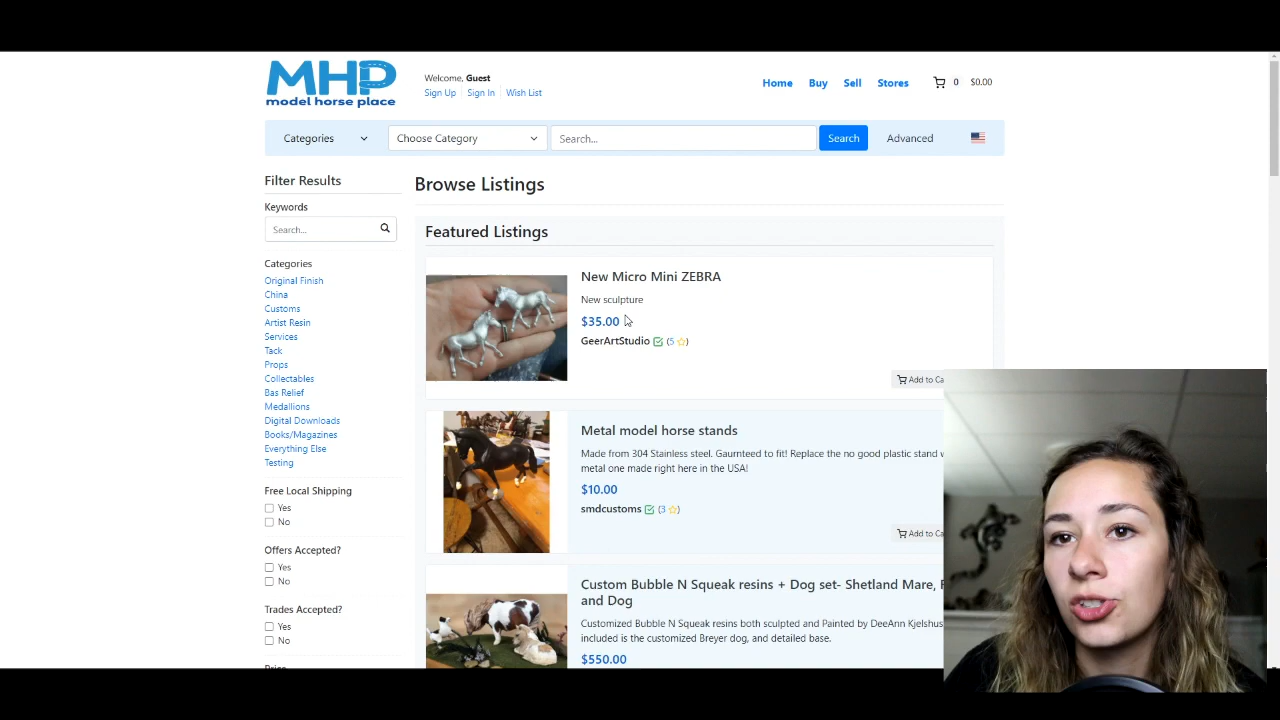 MHP
model horse place
Welcome, Guest
Sign Up Sign In Wish List
Home Buy Sell Stores 0 $0.00
Categories Choose Category Search... Search Advanced
Filter Results
Keywords
Search...
Categories
Original Finish
China
Customs
Artist Resin
Services
Tack
Props
Collectables
Bas Relief
Medallions
Digital Downloads
Books/Magazines
Everything Else
Testing
Free Local Shipping
Yes
No
Offers Accepted?
Yes
No
Trades Accepted?
Yes
No
Browse Listings
Featured Listings
New Micro Mini ZEBRA
New sculpture
$35.00
GeerArtStudio (5)
Add to Ca
Metal model horse stands
Made from 304 Stainless steel. Gaurnteed to fit! Replace the no good plastic stand
metal one made right here in the USA!
$10.00
smdcustoms (3)
Add to Ca
Custom Bubble N Squeak resins + Dog set- Shetland Mare,
and Dog
Customized Bubble N Squeak resins both sculpted and Painted by DeeAnn Kjelshus
included is the customized Breyer dog, and detailed base.
$550.00